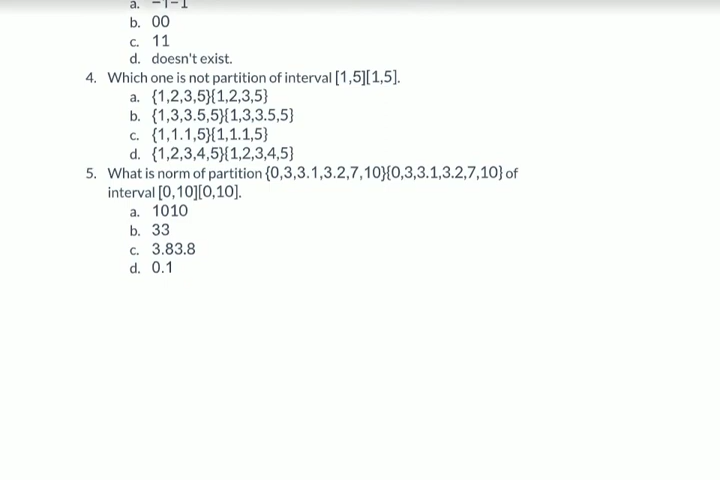 a. −1−1
b. 00
c. 11
d. doesn't exist.
4. Which one is not partition of interval [1,5][1,5].
a. {1,2,3,5}{1,2,3,5}
b. {1,3,3.5,5}{1,3,3.5,5}
c. {1,1.1,5}{1,1.1,5}
d. {1,2,3,4,5}{1,2,3,4,5}
5. What is norm of partition {0,3,3.1,3.2,7,10}{0,3,3.1,3.2,7,10} of
interval [0,10][0,10].
a. 1010
b. 33
c. 3.83.8
d. 0.1